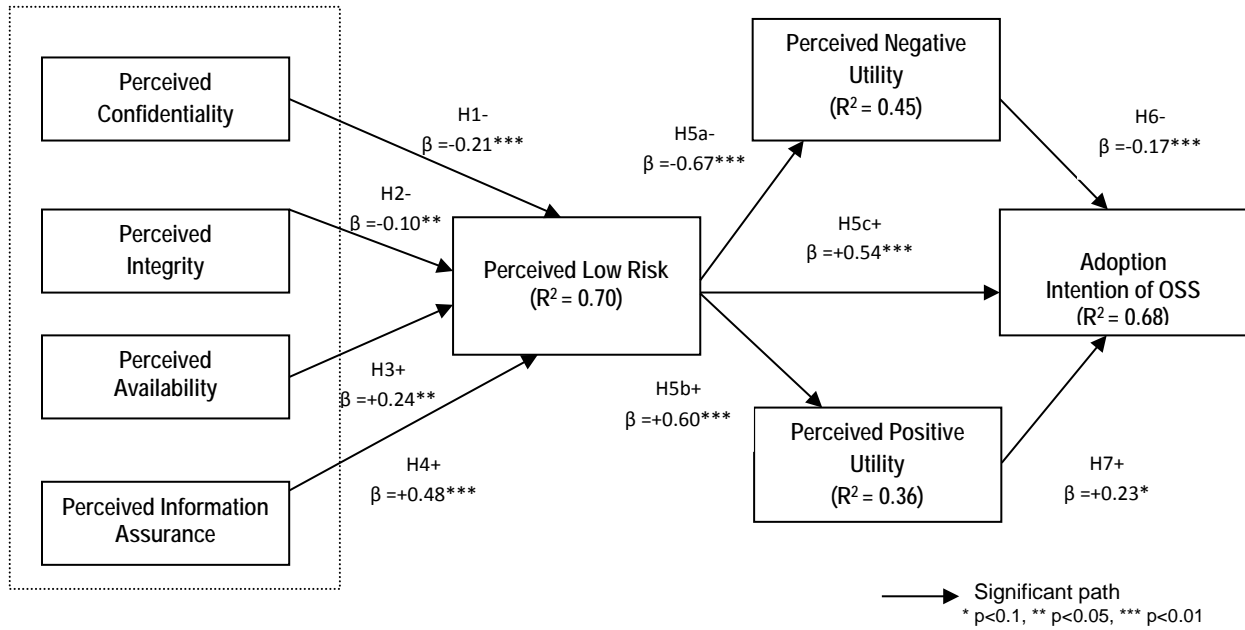 Perceived
Confidentiality
Perceived
Integrity
Perceived
Availability
Perceived Information
Assurance
H1-
β =-0.21***
H2-
β =-0.10**
H3+
β =+0.24**
H4+
β =+0.48***
Perceived Low Risk
(R² = 0.70)
H5a-
β =-0.67***
H5c+
β =+0.54***
H5b+
β =+0.60***
Perceived Negative
Utility
(R² = 0.45)
Perceived Positive
Utility
(R² = 0.36)
H6-
β =-0.17***
H7+
β =+0.23*
Adoption
Intention of OSS
(R² = 0.68)
Significant path
* p<0.1, ** p<0.05, *** p<0.01